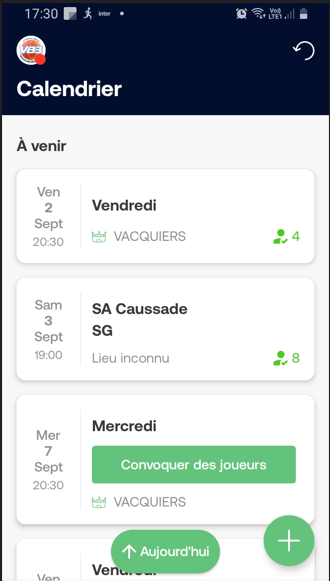 17:30 inter
Vo))
LTE1
VB3
Calendrier
À venir
Ven
2
Sept
20:30
Vendredi
VACQUIERS
4
Sam
3
Sept
19:00
SA Caussade
SG
Lieu inconnu
8
Mer
7
Sept
20:30
Mercredi
Convoquer des joueurs
VACQUIERS
Aujourd'hui
Ven
Vendredi